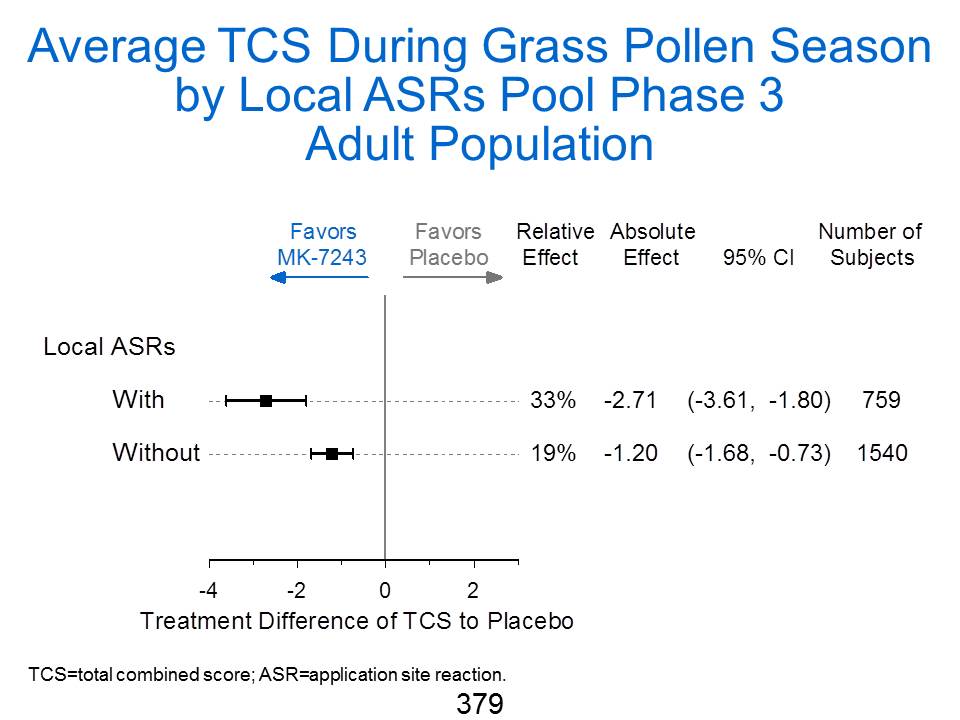 Average TCS During Grass Pollen Season
by Local ASRs Pool Phase 3
Adult Population
Favors Favors Relative Absolute Number of
MK-7243 Placebo Effect Effect 95% CI Subjects
Local ASRs
With 33% -2.71 (-3.61, -1.80) 759
Without 19% -1.20 (-1.68, -0.73) 1540
-4 -2 0 2
Treatment Difference of TCS to Placebo
TCS=total combined score; ASR=application site reaction.
379